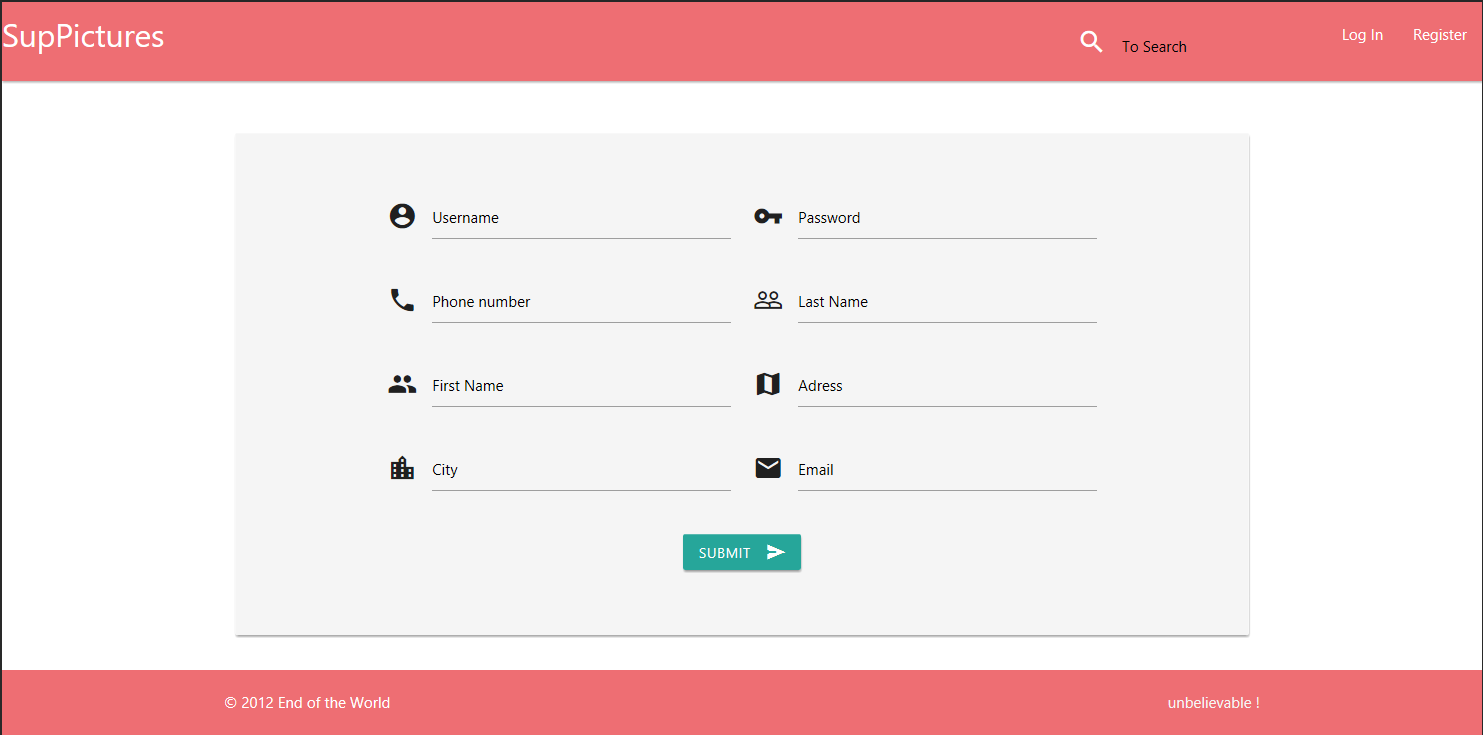 SupPictures
To Search
Log In
Register
Username
Password
Phone number
Last Name
First Name
Adress
City
Email
SUBMIT
© 2012 End of the World
unbelievable !